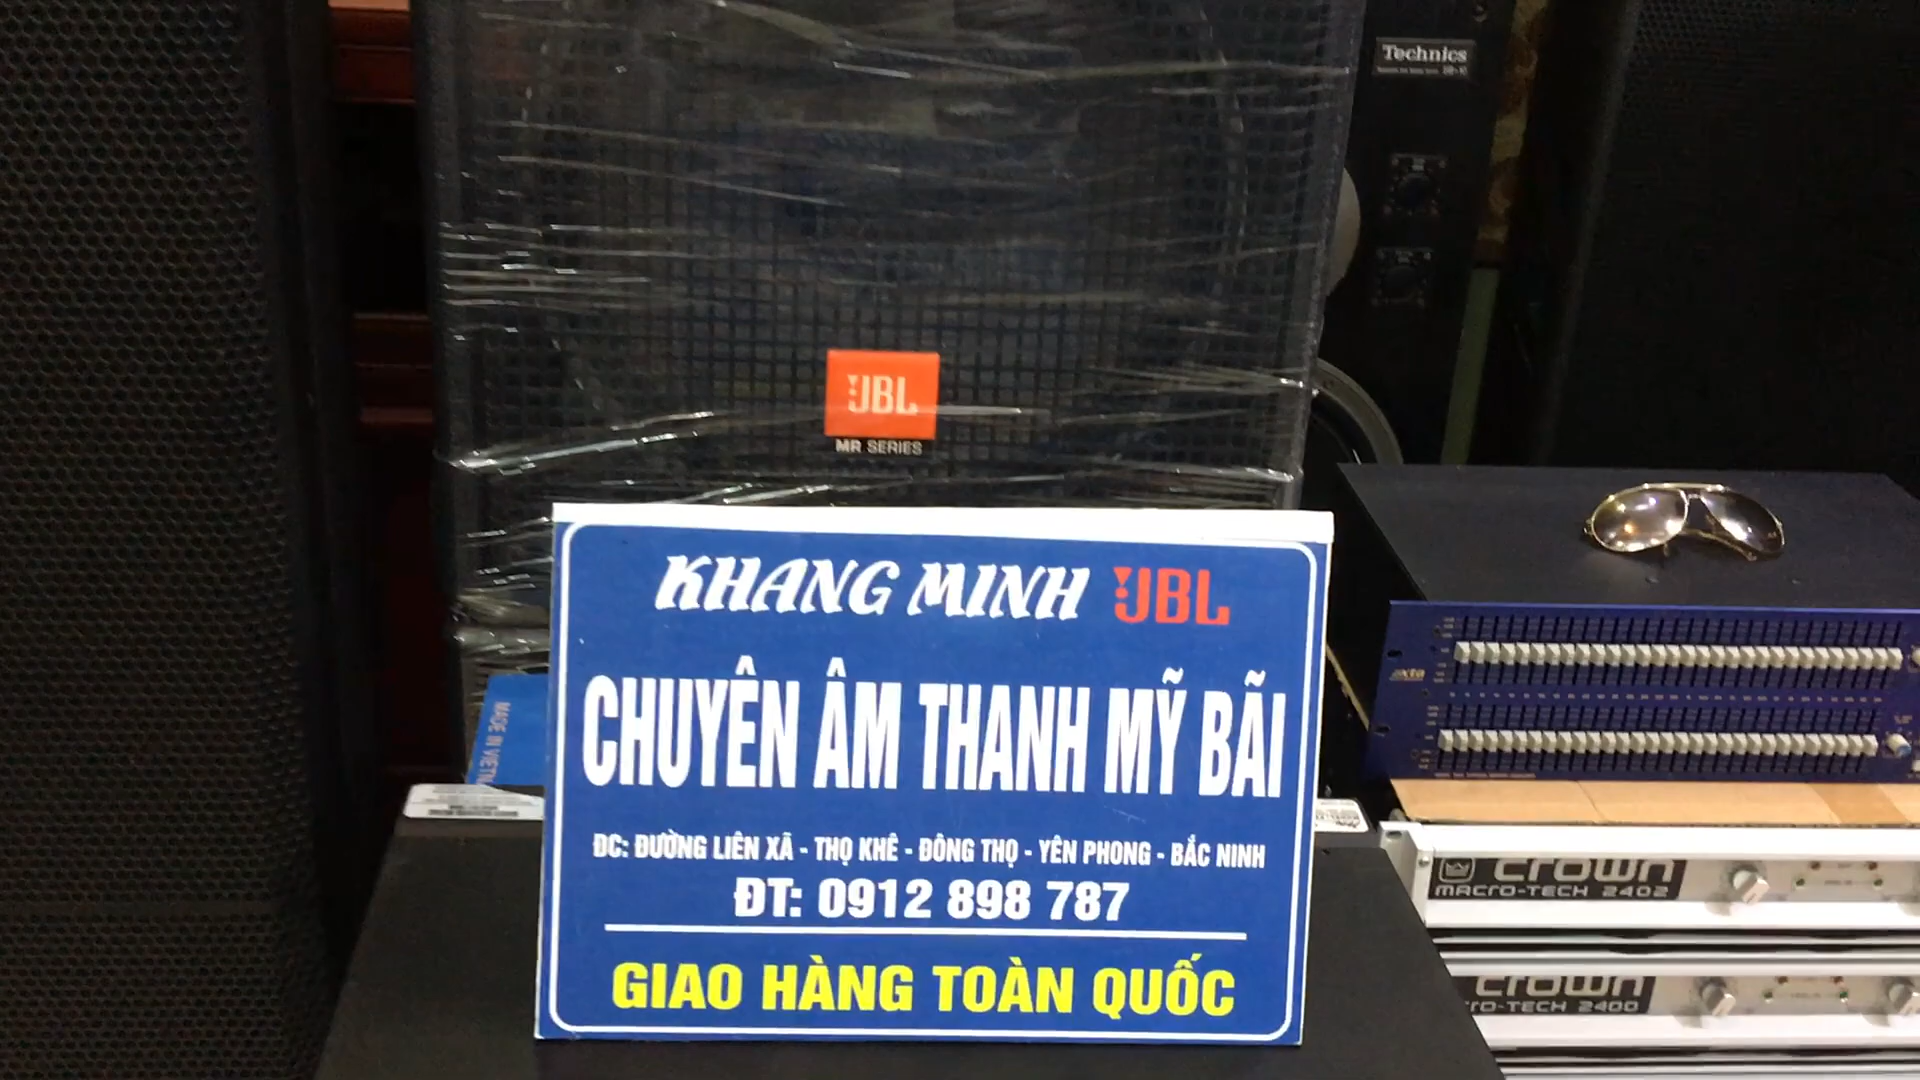 Technics
JBL
MR SERIES
KHANG MINH JBL
CHUYÊN ÂM THANH MỸ BÃI
ĐC: ĐƯỜNG LIÊN XÃ - THỌ KHÊ - ĐÔNG THỌ - YÊN PHONG - BẮC NINH
ĐT: 0912 898 787
GIAO HÀNG TOÀN QUỐC
MADE IN
crown
MACRO-TECH 2402
crown
TECH 2400